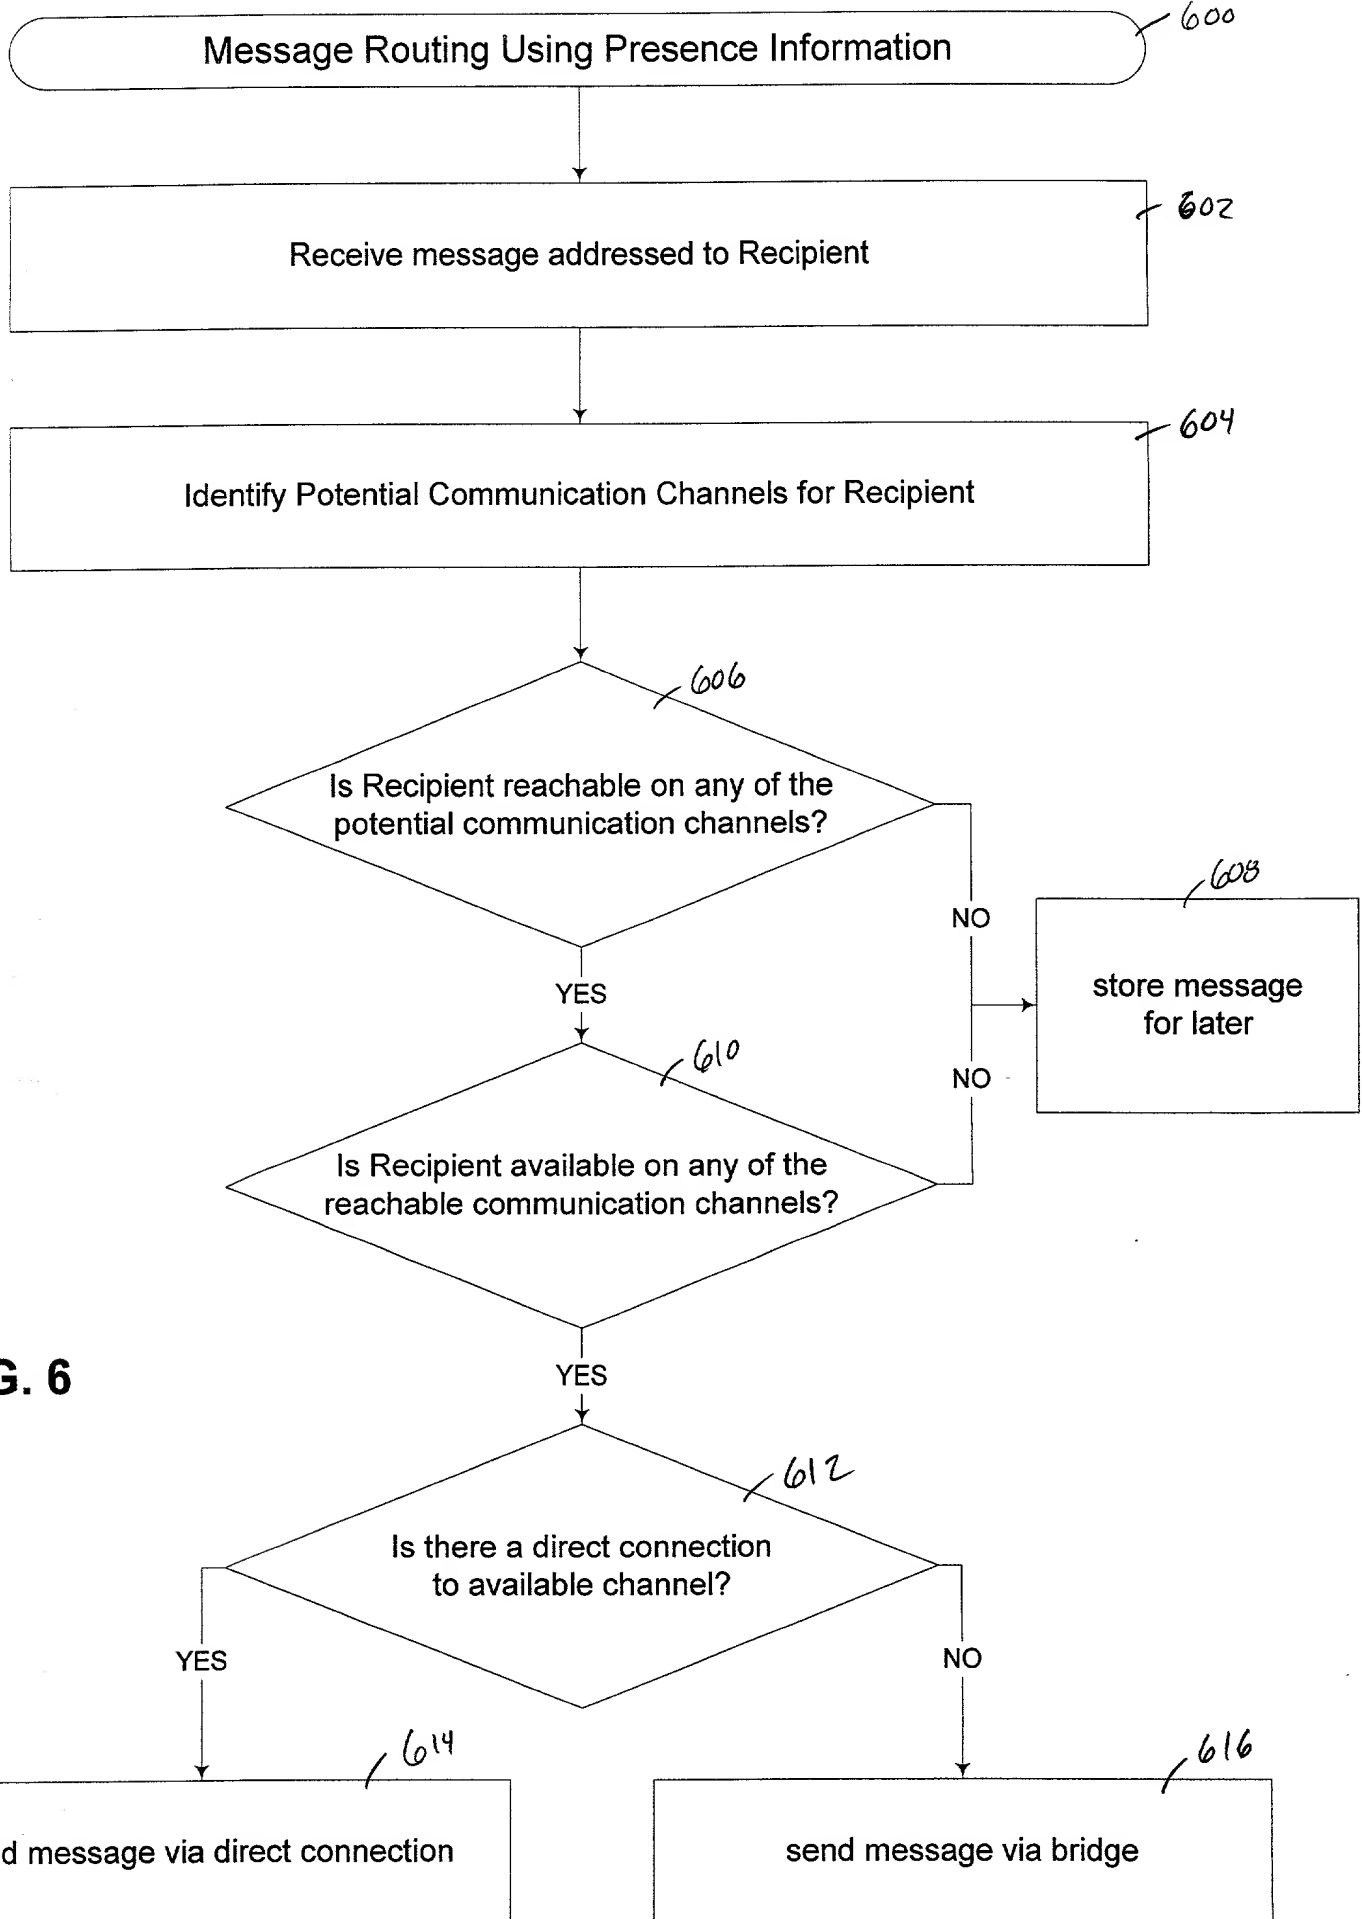 600
Message Routing Using Presence Information
602
Receive message addressed to Recipient
604
Identify Potential Communication Channels for Recipient
606
Is Recipient reachable on any of the
potential communication channels?
608
NO
store message
for later
YES
610
NO
Is Recipient available on any of the
reachable communication channels?
YES
G. 6
612
Is there a direct connection
to available channel?
YES
NO
614
616
d message via direct connection
send message via bridge